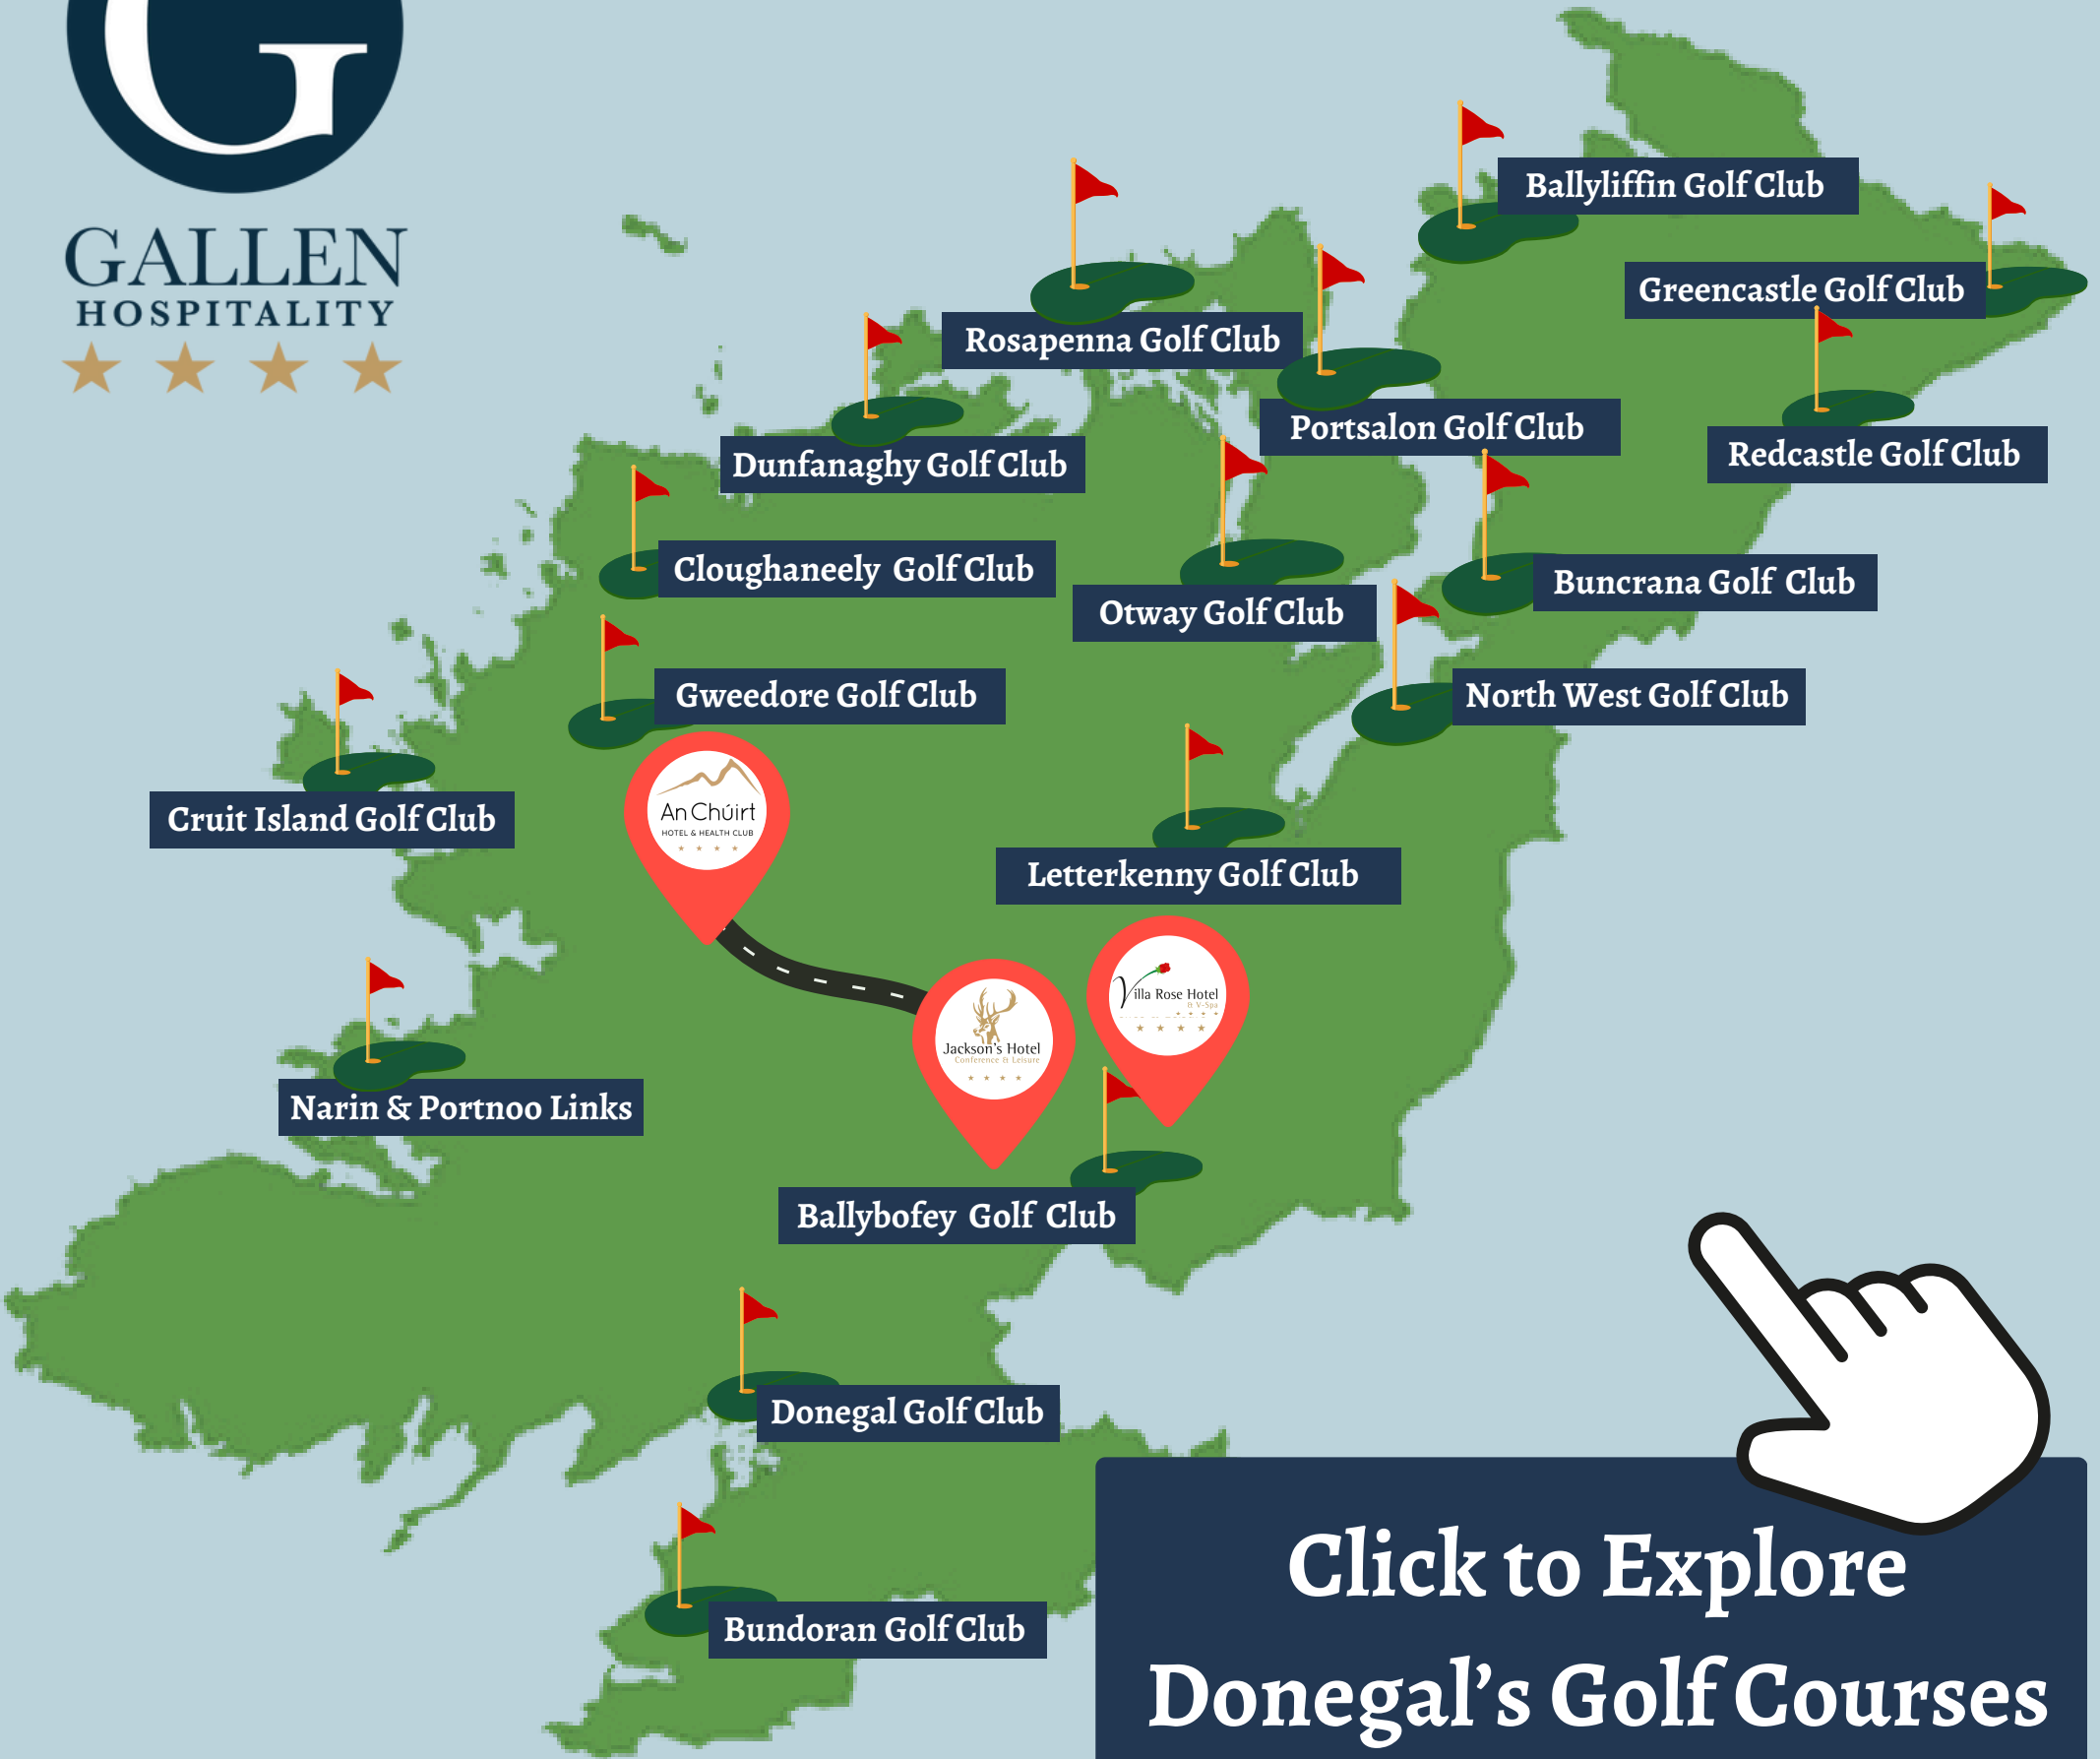 G
GALLEN
HOSPITALITY
Ballyliffin Golf Club
Greencastle Golf Club
Rosapenna Golf Club
Portsalon Golf Club
Redcastle Golf Club
Dunfanaghy Golf Club
Cloughaneely Golf Club
Buncrana Golf Club
Otway Golf Club
Gweedore Golf Club
North West Golf Club
An Chúirt
HOTEL & HEALTH CLUB
Cruit Island Golf Club
Letterkenny Golf Club
Villa Rose Hotel
& V-Spa
Jackson's Hotel
Conference & Leisure
Narin & Portnoo Links
Ballybofey Golf Club
Donegal Golf Club
Bundoran Golf Club
Click to Explore
Donegal’s Golf Courses